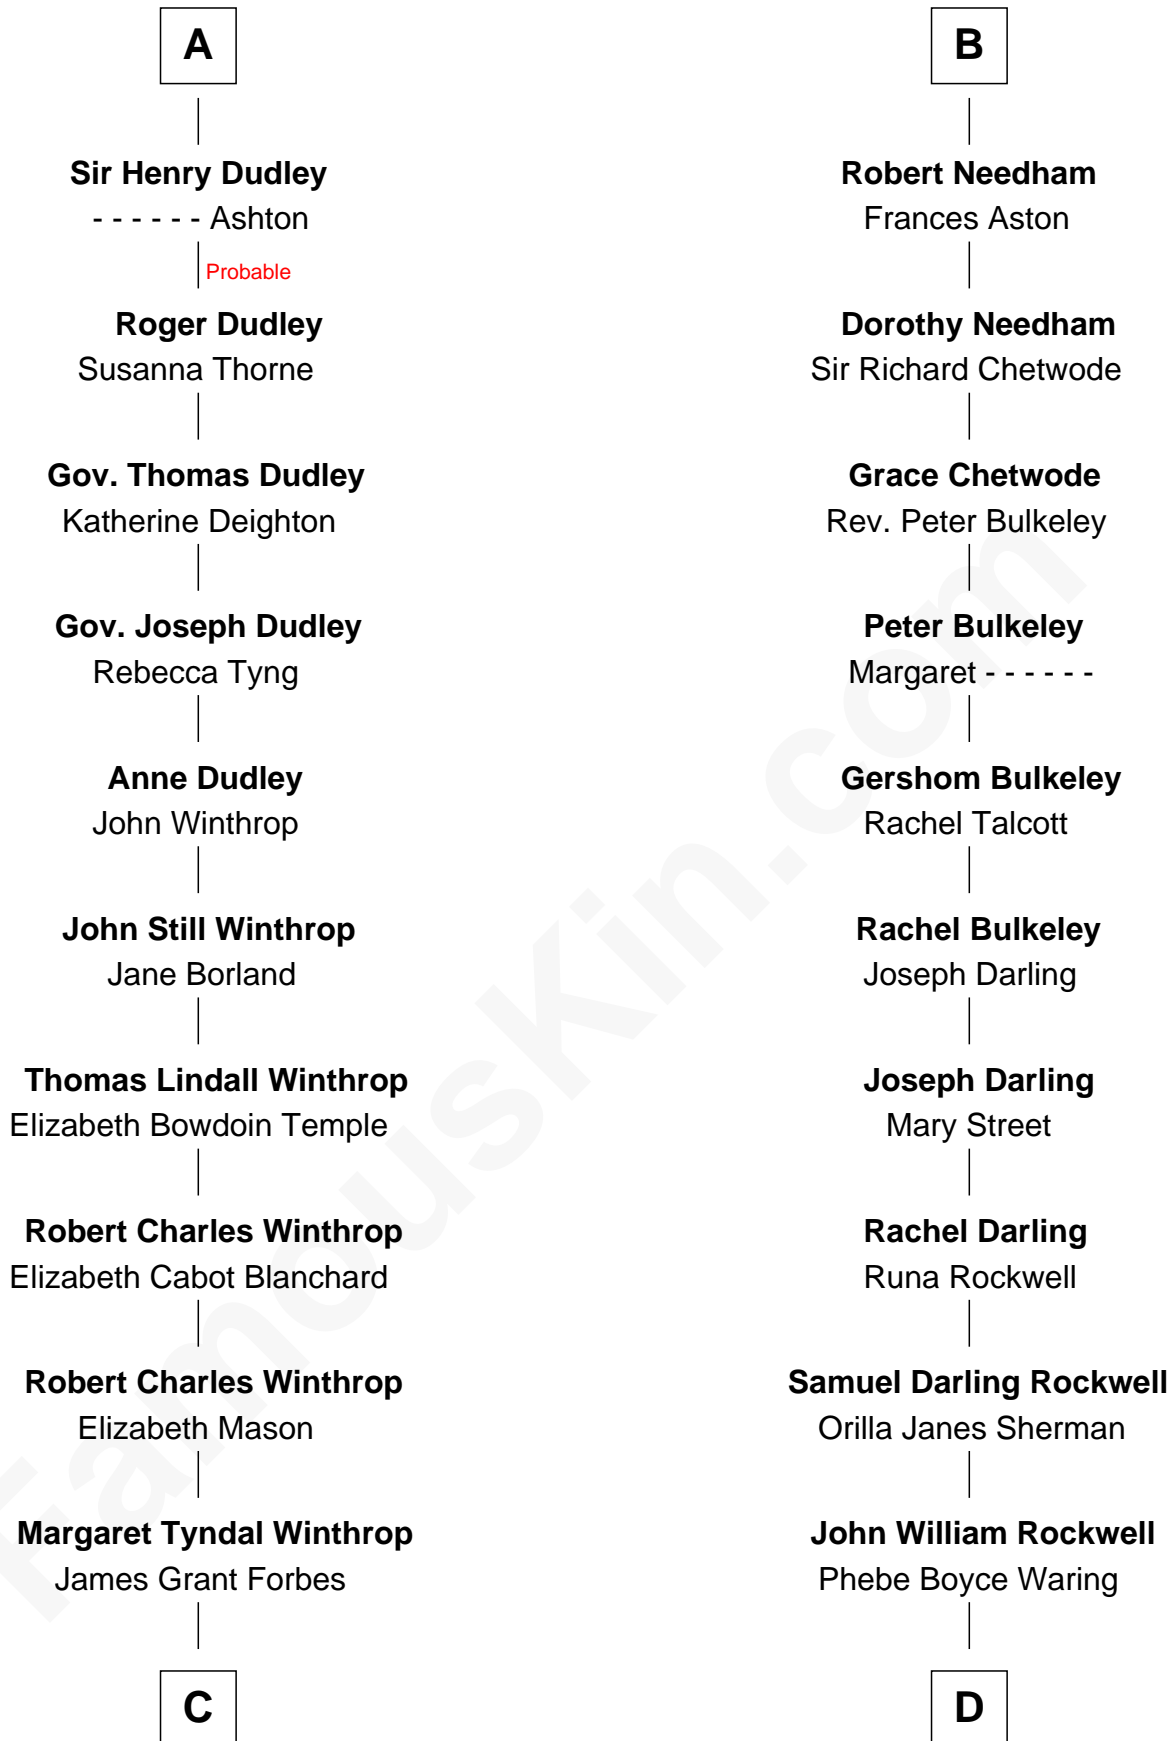 A
Sir Henry Dudley
- - - - - - Ashton
Probable
Roger Dudley
Susanna Thorne
Gov. Thomas Dudley
Katherine Deighton
Gov. Joseph Dudley
Rebecca Tyng
Anne Dudley
John Winthrop
John Still Winthrop
Jane Borland
Thomas Lindall Winthrop
Elizabeth Bowdoin Temple
Robert Charles Winthrop
Elizabeth Cabot Blanchard
Robert Charles Winthrop
Elizabeth Mason
Margaret Tyndal Winthrop
James Grant Forbes
C
B
Robert Needham
Frances Aston
Dorothy Needham
Sir Richard Chetwode
Grace Chetwode
Rev. Peter Bulkeley
Peter Bulkeley
Margaret - - - - - -
Gershom Bulkeley
Rachel Talcott
Rachel Bulkeley
Joseph Darling
Joseph Darling
Mary Street
Rachel Darling
Runa Rockwell
Samuel Darling Rockwell
Orilla Janes Sherman
John William Rockwell
Phebe Boyce Waring
D
FamousKin.com